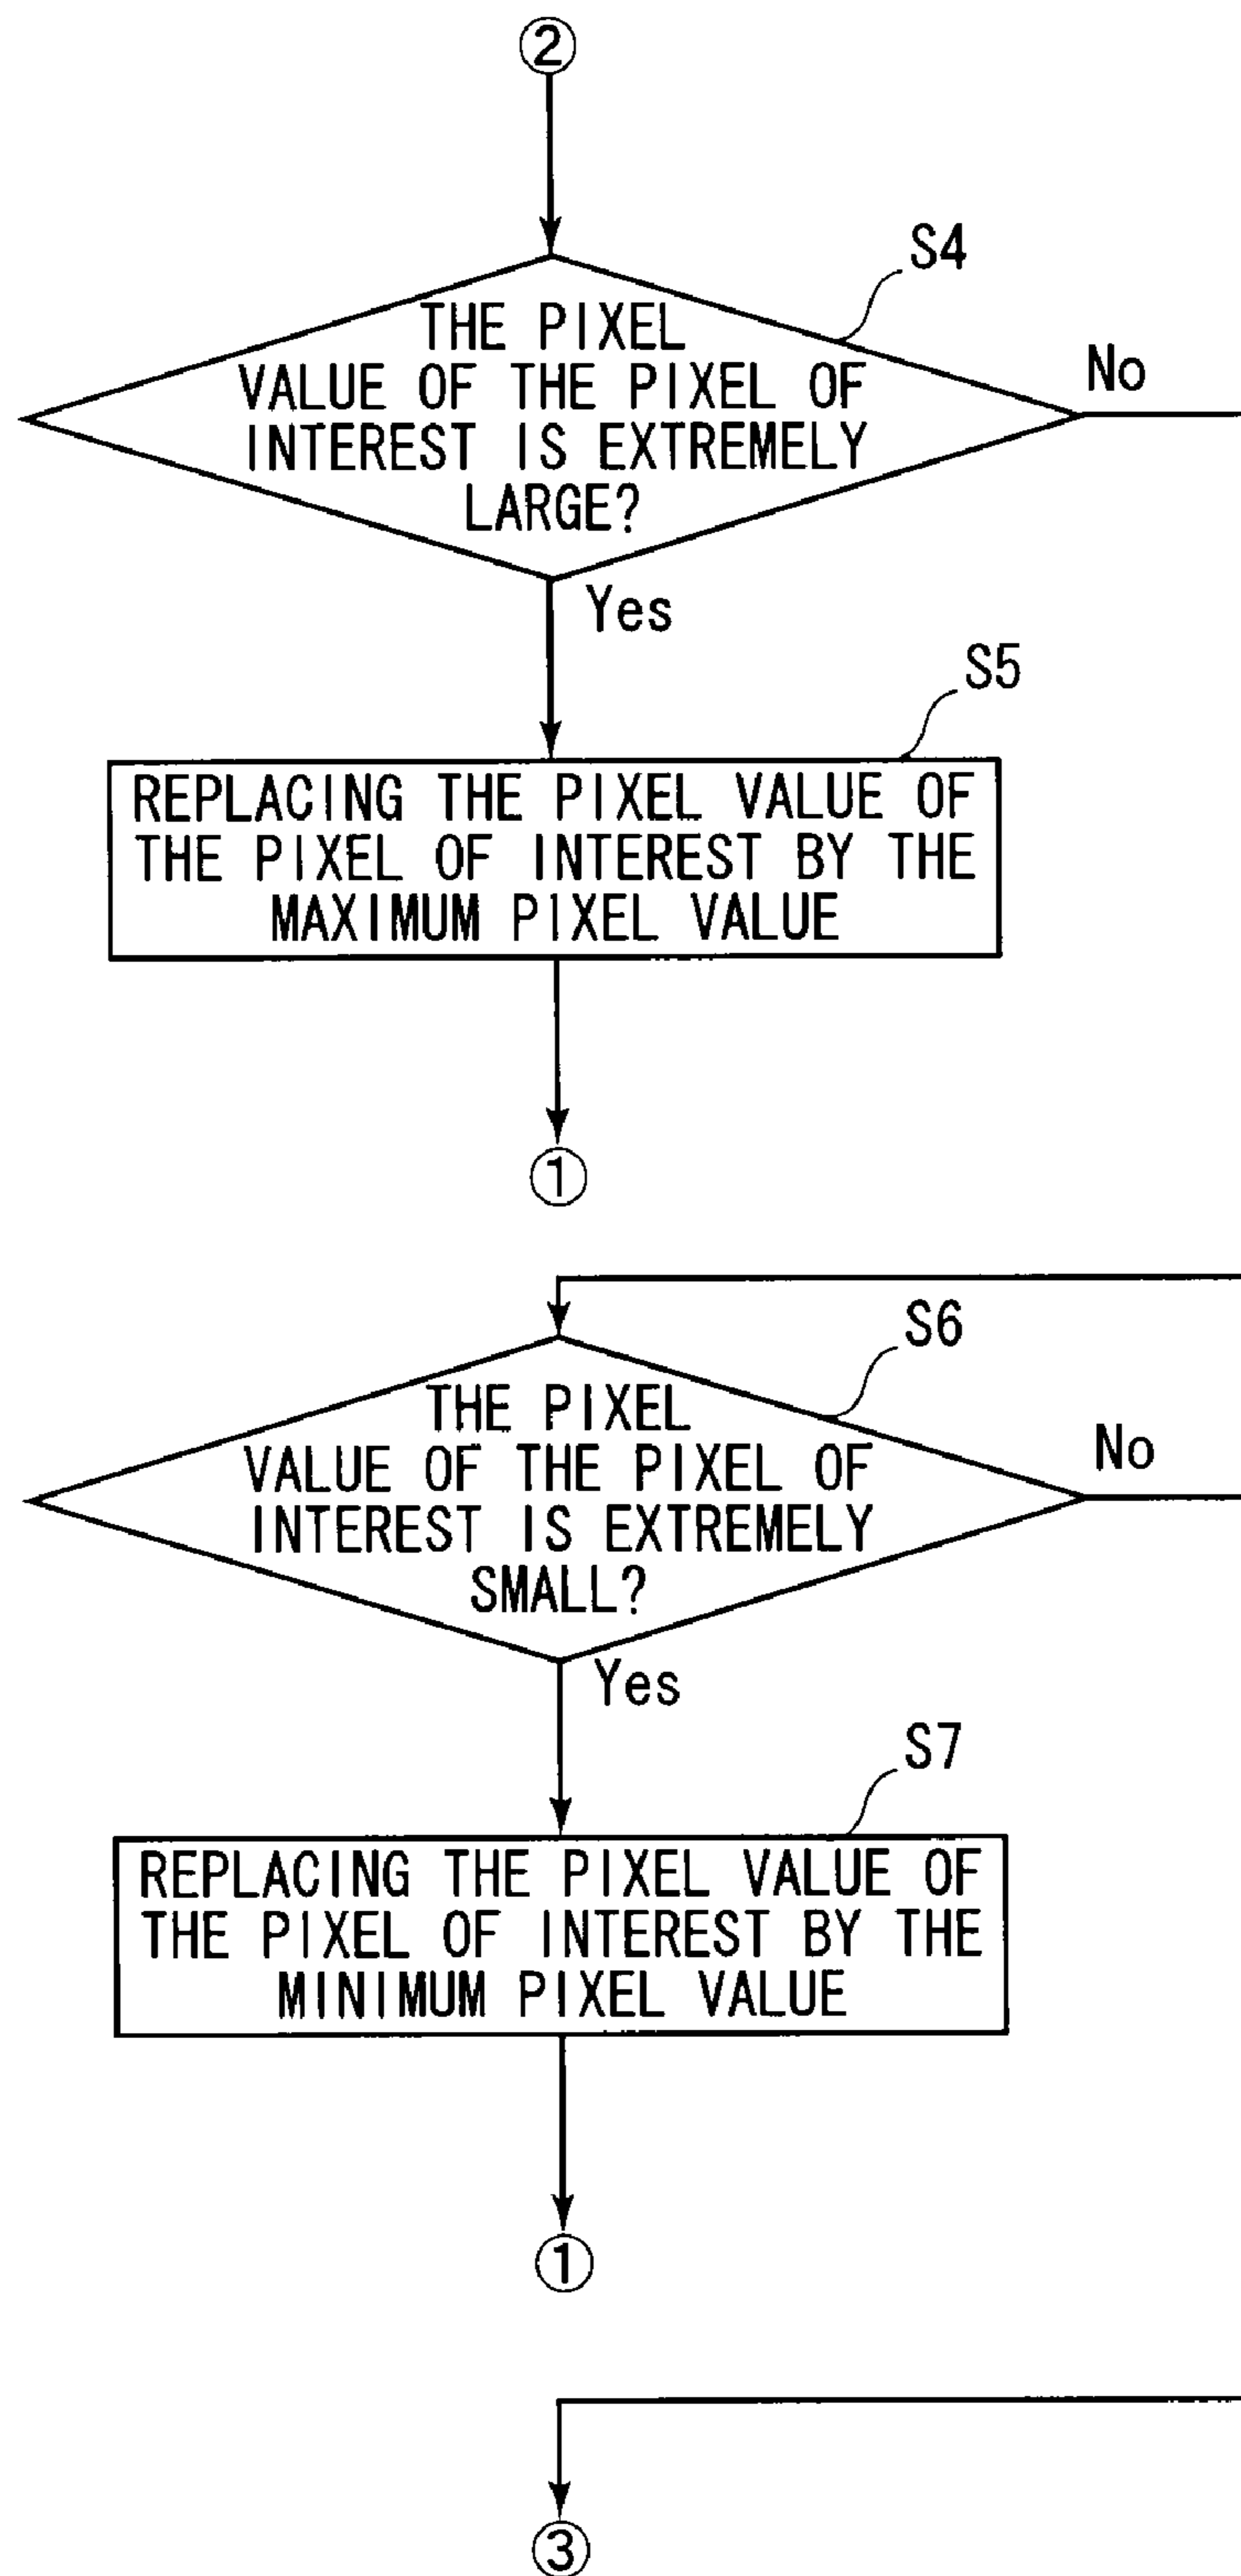 ②
S4
THE PIXEL
VALUE OF THE PIXEL OF
INTEREST IS EXTREMELY
LARGE?
No
Yes
S5
REPLACING THE PIXEL VALUE OF
THE PIXEL OF INTEREST BY THE
MAXIMUM PIXEL VALUE
①
S6
THE PIXEL
VALUE OF THE PIXEL OF
INTEREST IS EXTREMELY
SMALL?
No
Yes
S7
REPLACING THE PIXEL VALUE OF
THE PIXEL OF INTEREST BY THE
MINIMUM PIXEL VALUE
①
③